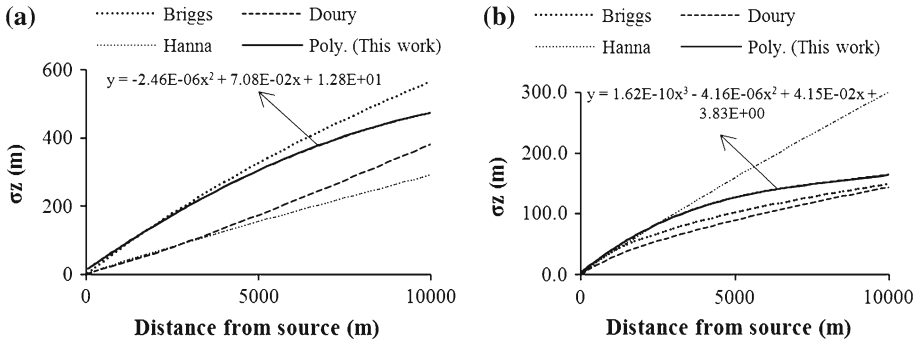 (a)
Briggs
Doury
Hanna
Poly. (This work)
600
400
200
0
y = -2.46E-06x² + 7.08E-02x + 1.28E+01
σz (m)
0
5000
10000
Distance from source (m)
(b)
Briggs
Doury
Hanna
Poly. (This work)
300.0
200.0
100.0
0.0
y = 1.62E-10x³ - 4.16E-06x² + 4.15E-02x +
3.83E+00
σz (m)
0
5000
10000
Distance from source (m)